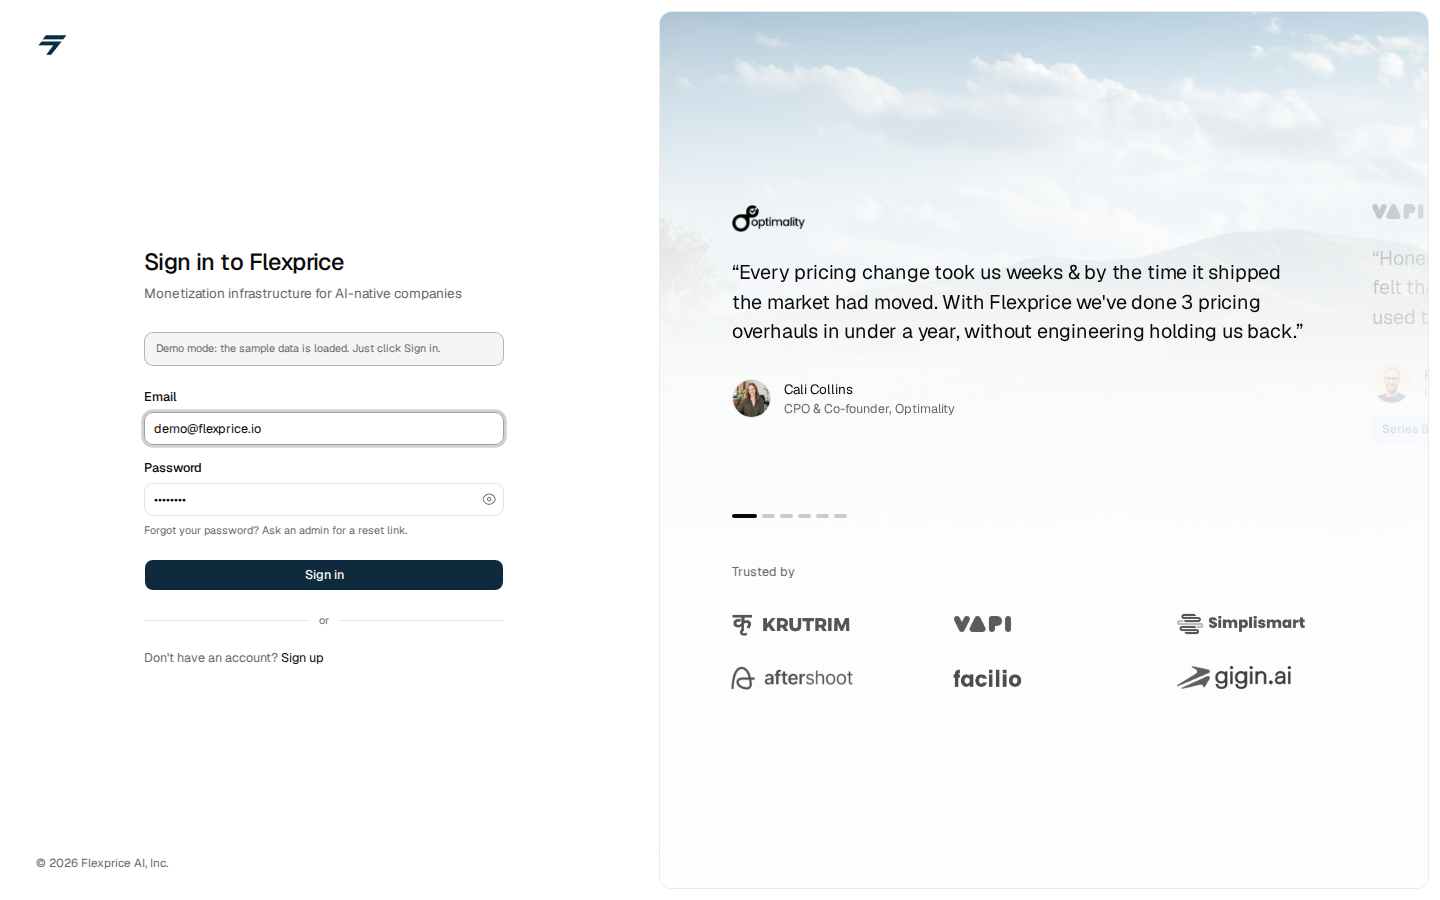 Sign in to Flexprice
Monetization infrastructure for AI-native companies
Demo mode: the sample data is loaded. Just click Sign in.
Email
demo@flexprice.io
Password
••••••••
Forgot your password? Ask an admin for a reset link.
Sign in
or
Don't have an account? Sign up
© 2026 Flexprice AI, Inc.
optimality
“Every pricing change took us weeks & by the time it shipped
the market had moved. With Flexprice we've done 3 pricing
overhauls in under a year, without engineering holding us back.”
Cali Collins
CPO & Co-founder, Optimality
VAPI
“Hones
felt th
used t
Series B
Trusted by
क KRUTRIM
VAPI
Simplismart
aftershoot
facilio
gigin.ai